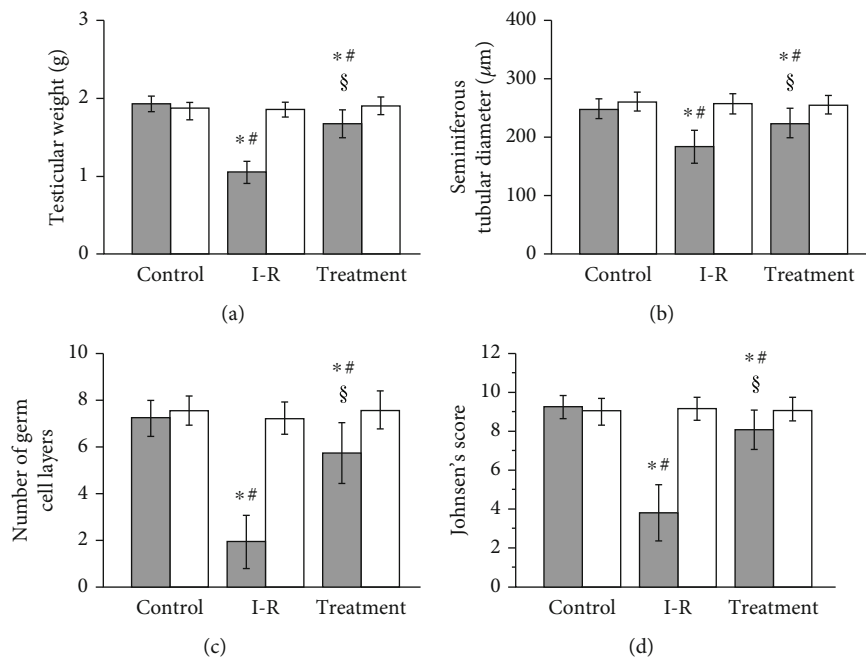 Testicular weight (g)
3
2
1
0
*#
*#
§
Control I-R Treatment
(a)
Seminiferous
tubular diameter (μm)
400
300
200
100
0
*#
*#
§
Control I-R Treatment
(b)
Number of germ
cell layers
10
8
6
4
2
0
*#
*#
§
Control I-R Treatment
(c)
Johnsen's score
12
10
8
6
4
2
0
*#
*#
§
Control I-R Treatment
(d)